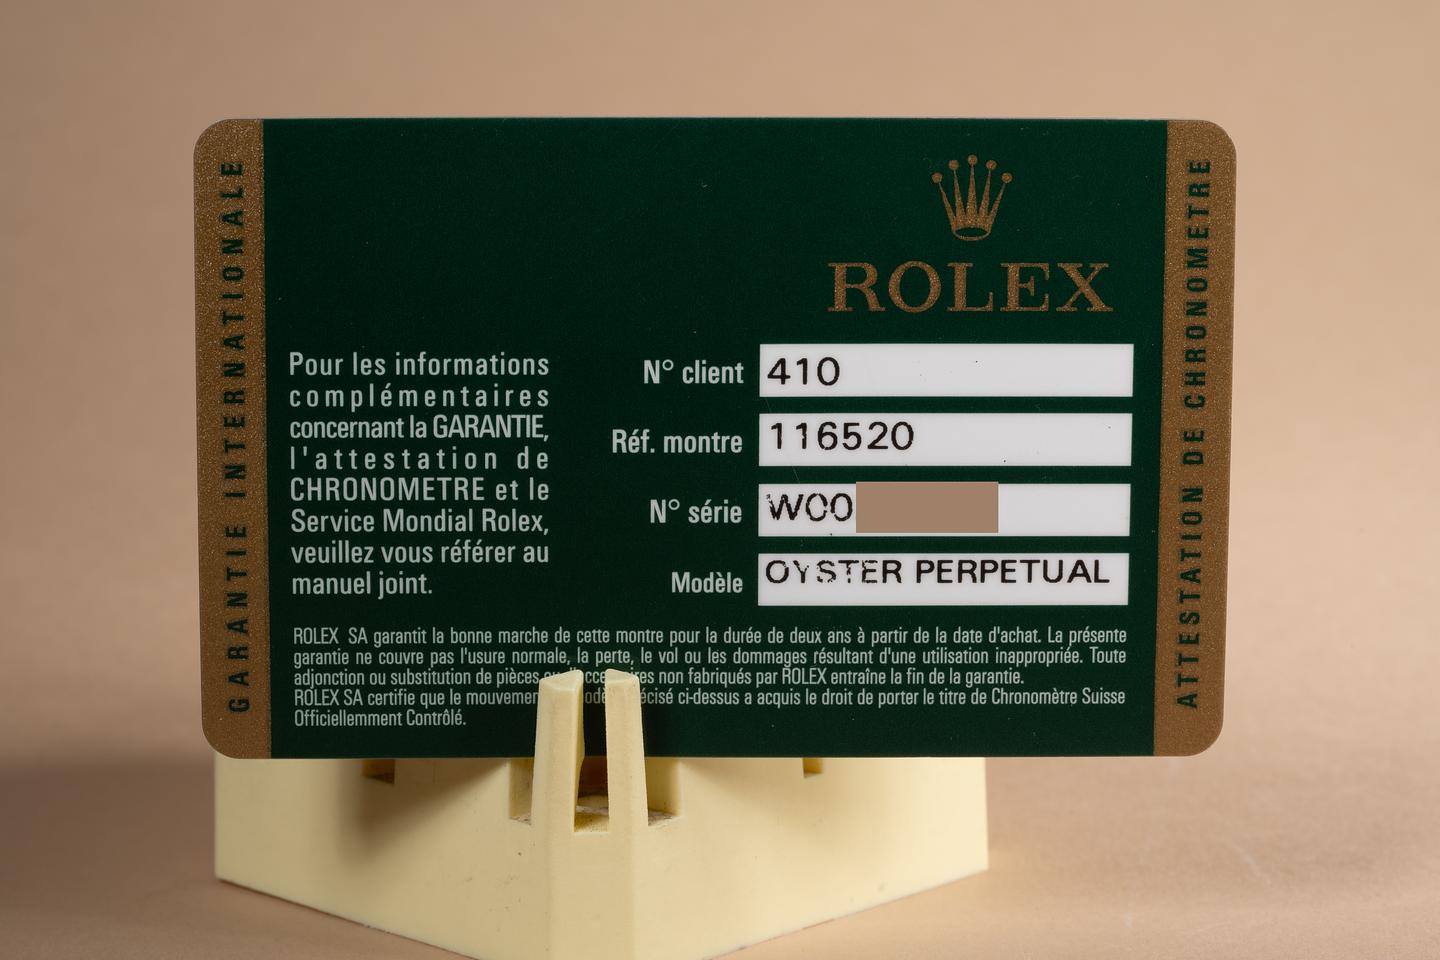 GARANTIE INTERNATIONALE
ROLEX
Pour les informations
complémentaires
concernant la GARANTIE,
l'attestation de
CHRONOMETRE et le
Service Mondial Rolex,
veuillez vous référer au
manuel joint.
N° client 410
Réf. montre 116520
N° série W00
Modèle OYSTER PERPETUAL
ROLEX SA garantit la bonne marche de cette montre pour la durée de deux ans à partir de la date d'achat. La présente
garantie ne couvre pas l'usure normale, la perte, le vol ou les dommages résultant d'une utilisation inappropriée. Toute
adjonction ou substitution de pièces non fabriqués par ROLEX entraîne la fin de la garantie.
ROLEX SA certifie que le ci-dessus a acquis le droit de porter le titre de Chronomètre Suisse
Officiellemment Contrôlé.
ATTESTATION DE CHRONOMETRE